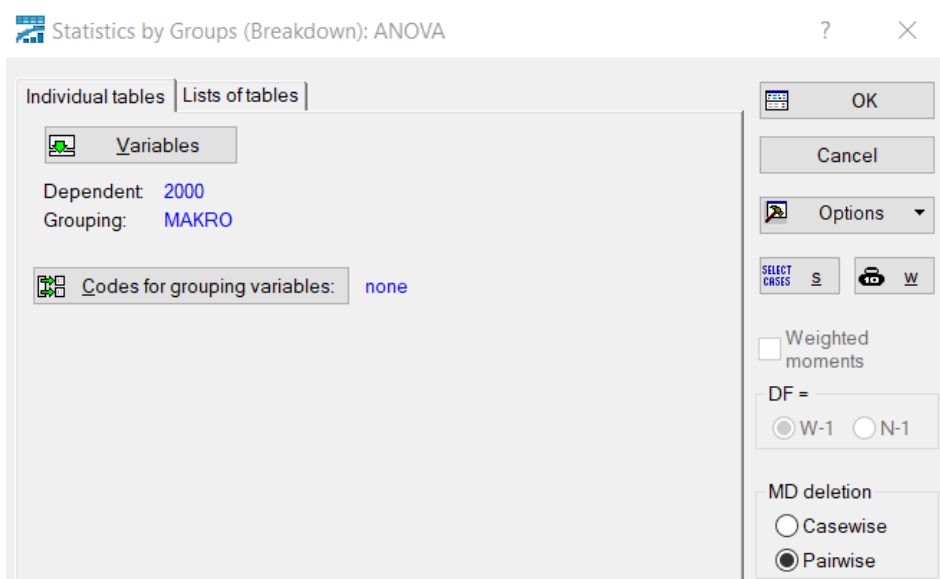 Statistics by Groups (Breakdown): ANOVA ?
Individual tables Lists of tables
Variables
Dependent: 2000
Grouping: MAKRO
Codes for grouping variables: none
OK
Cancel
Options
SELECT CASES S W
Weighted
moments
DF =
W-1 N-1
MD deletion
Casewise
Pairwise